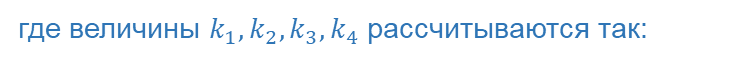 где величины k₁, k₂, k₃, k₄ рассчитываются так: